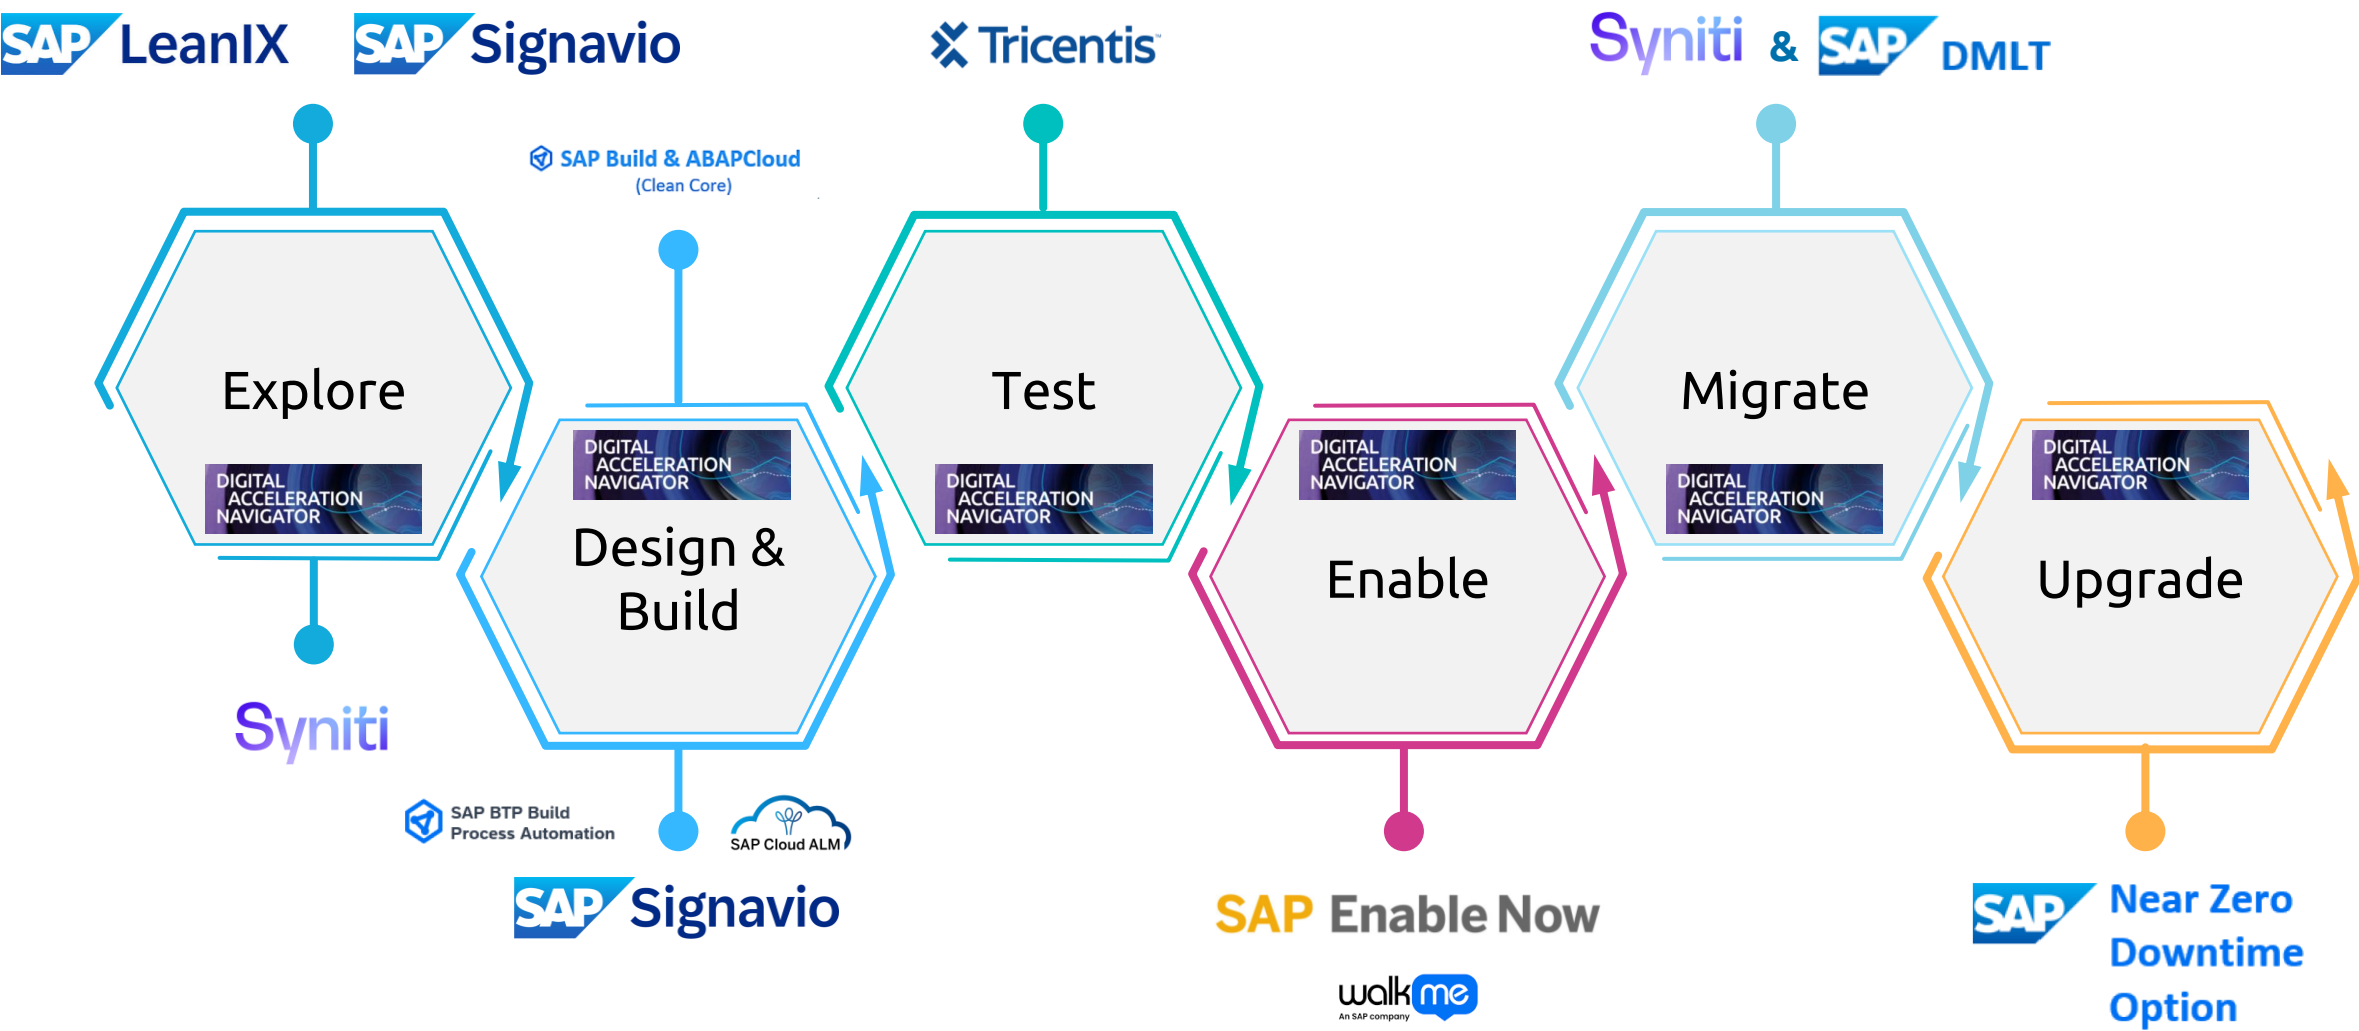 SAP LeanIX
SAP Signavio
Tricentis™
Syniti & SAP DMLT
SAP Build & ABAPCloud
(Clean Core)
Explore
DIGITAL
ACCELERATION
NAVIGATOR
Syniti
DIGITAL
ACCELERATION
NAVIGATOR
Design &
Build
SAP BTP Build
Process Automation
SAP Cloud ALM
SAP Signavio
Test
DIGITAL
ACCELERATION
NAVIGATOR
DIGITAL
ACCELERATION
NAVIGATOR
Enable
SAP Enable Now
walkme
An SAP company
Migrate
DIGITAL
ACCELERATION
NAVIGATOR
DIGITAL
ACCELERATION
NAVIGATOR
Upgrade
SAP Near Zero
Downtime
Option